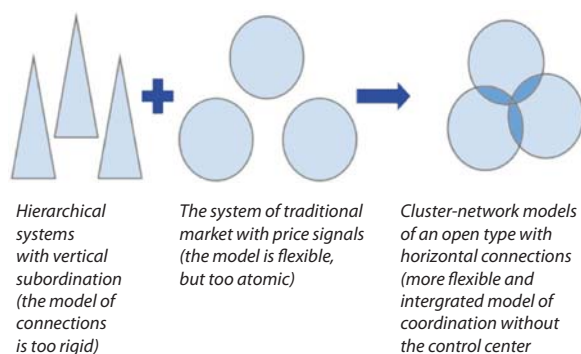 Hierarchical
systems
with vertical
subordination
(the model of
connections
is too rigid)
The system of traditional
market with price signals
(the model is flexible,
but too atomic)
Cluster-network models
of an open type with
horizontal connections
(more flexible and
intergrated model of
coordination without
the control center